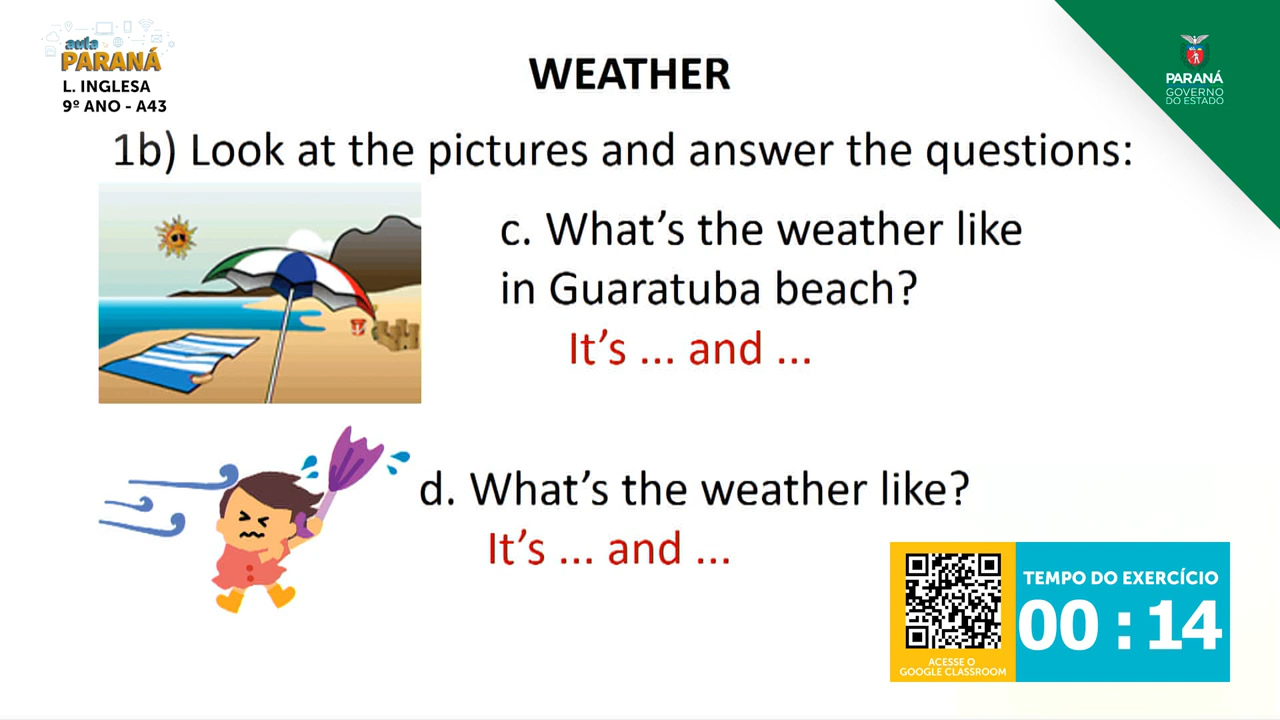 aula
PARANÁ
L. INGLESA
9º ANO - A43
WEATHER
PARANÁ
GOVERNO
DO ESTADO
1b) Look at the pictures and answer the questions:
c. What's the weather like
in Guaratuba beach?
It's ... and ...
d. What's the weather like?
It's ... and ...
TEMPO DO EXERCÍCIO
00 : 14
ACESSE O
GOOGLE CLASSROOM